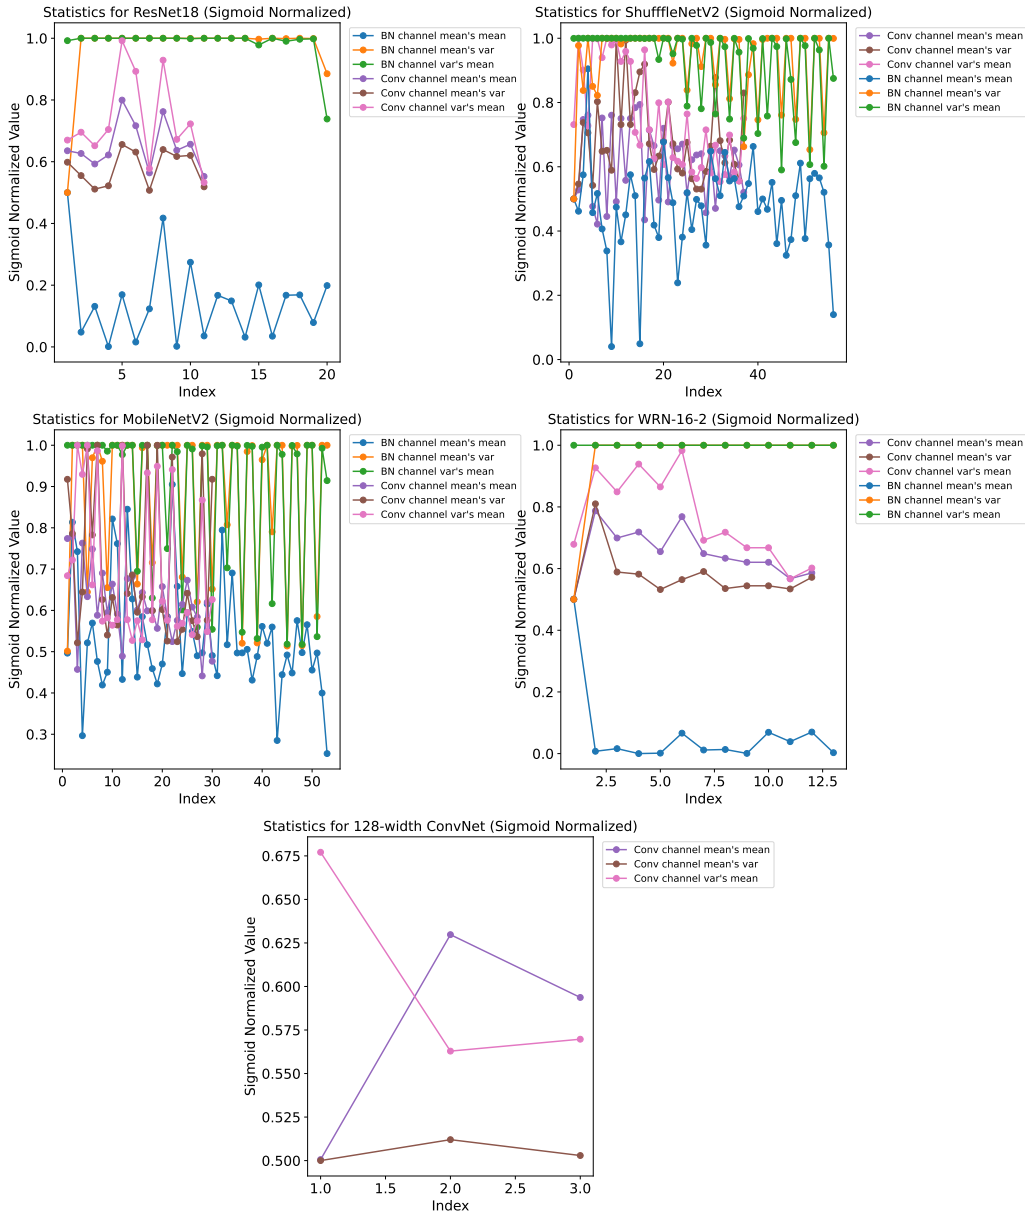 Statistics for ResNet18 (Sigmoid Normalized)
Sigmoid Normalized Value
1.0
0.8
0.6
0.4
0.2
0.0
5
10
15
20
Index
BN channel mean's mean
BN channel mean's var
BN channel var's mean
Conv channel mean's mean
Conv channel mean's var
Conv channel var's mean
Statistics for ShufffleNetV2 (Sigmoid Normalized)
Sigmoid Normalized Value
1.0
0.8
0.6
0.4
0.2
0.0
0
20
40
Index
Conv channel mean's mean
Conv channel mean's var
Conv channel var's mean
BN channel mean's mean
BN channel mean's var
BN channel var's mean
Statistics for MobileNetV2 (Sigmoid Normalized)
Sigmoid Normalized Value
1.0
0.9
0.8
0.7
0.6
0.5
0.4
0.3
0
10
20
30
40
50
Index
BN channel mean's mean
BN channel mean's var
BN channel var's mean
Conv channel mean's mean
Conv channel mean's var
Conv channel var's mean
Statistics for WRN-16-2 (Sigmoid Normalized)
Sigmoid Normalized Value
1.0
0.8
0.6
0.4
0.2
0.0
2.5
5.0
7.5
10.0
12.5
Index
Conv channel mean's mean
Conv channel mean's var
Conv channel var's mean
BN channel mean's mean
BN channel mean's var
BN channel var's mean
Statistics for 128-width ConvNet (Sigmoid Normalized)
Sigmoid Normalized Value
0.675
0.650
0.625
0.600
0.575
0.550
0.525
0.500
1.0
1.5
2.0
2.5
3.0
Index
Conv channel mean's mean
Conv channel mean's var
Conv channel var's mean